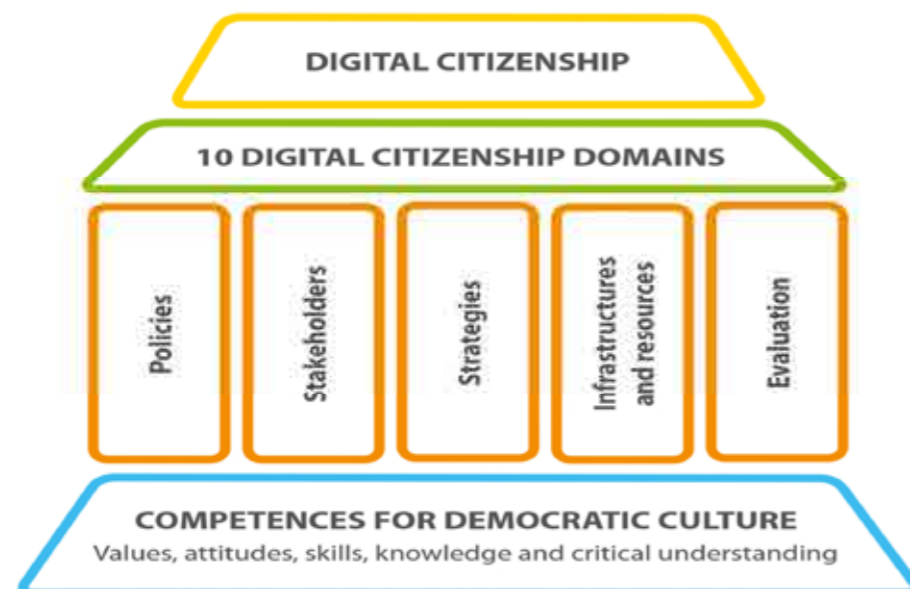 DIGITAL CITIZENSHIP
10 DIGITAL CITIZENSHIP DOMAINS
Policies
Stakeholders
Strategies
Infrastructures
and resources
Evaluation
COMPETENCES FOR DEMOCRATIC CULTURE
Values, attitudes, skills, knowledge and critical understanding